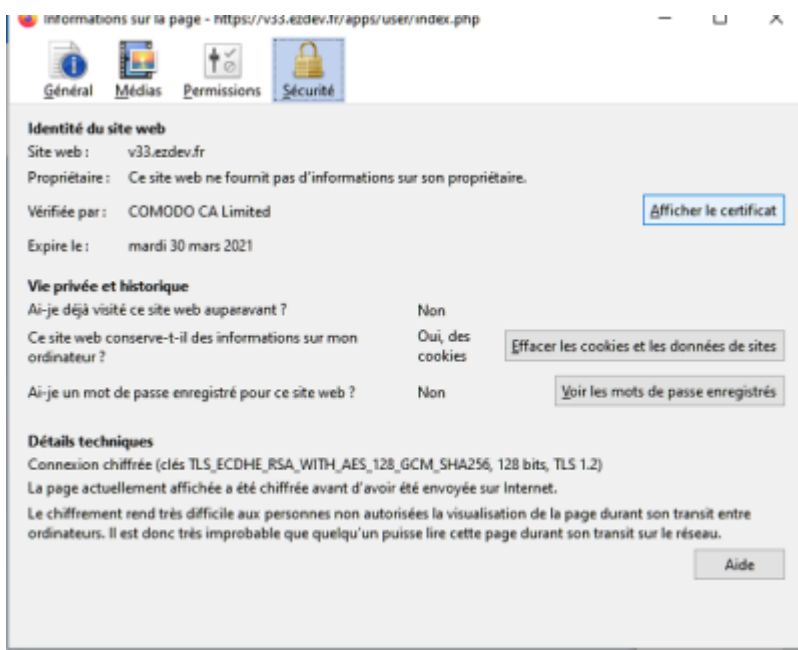 Informations sur la page - https://v33.ezdev.fr/apps/user/index.php
Général Médias Permissions Sécurité
Identité du site web
Site web : v33.ezdev.fr
Propriétaire : Ce site web ne fournit pas d'informations sur son propriétaire.
Vérifiée par : COMODO CA Limited Afficher le certificat
Expire le : mardi 30 mars 2021
Vie privée et historique
Ai-je déjà visité ce site web auparavant ? Non
Ce site web conserve-t-il des informations sur mon ordinateur ? Oui, des cookies Effacer les cookies et les données de sites
Ai-je un mot de passe enregistré pour ce site web ? Non Voir les mots de passe enregistrés
Détails techniques
Connexion chiffrée (clés TLS_ECDHE_RSA_WITH_AES_128_GCM_SHA256, 128 bits, TLS 1.2)
La page actuellement affichée a été chiffrée avant d'avoir été envoyée sur Internet.
Le chiffrement rend très difficile aux personnes non autorisées la visualisation de la page durant son transit entre
ordinateurs. Il est donc très improbable que quelqu'un puisse lire cette page durant son transit sur le réseau.
Aide